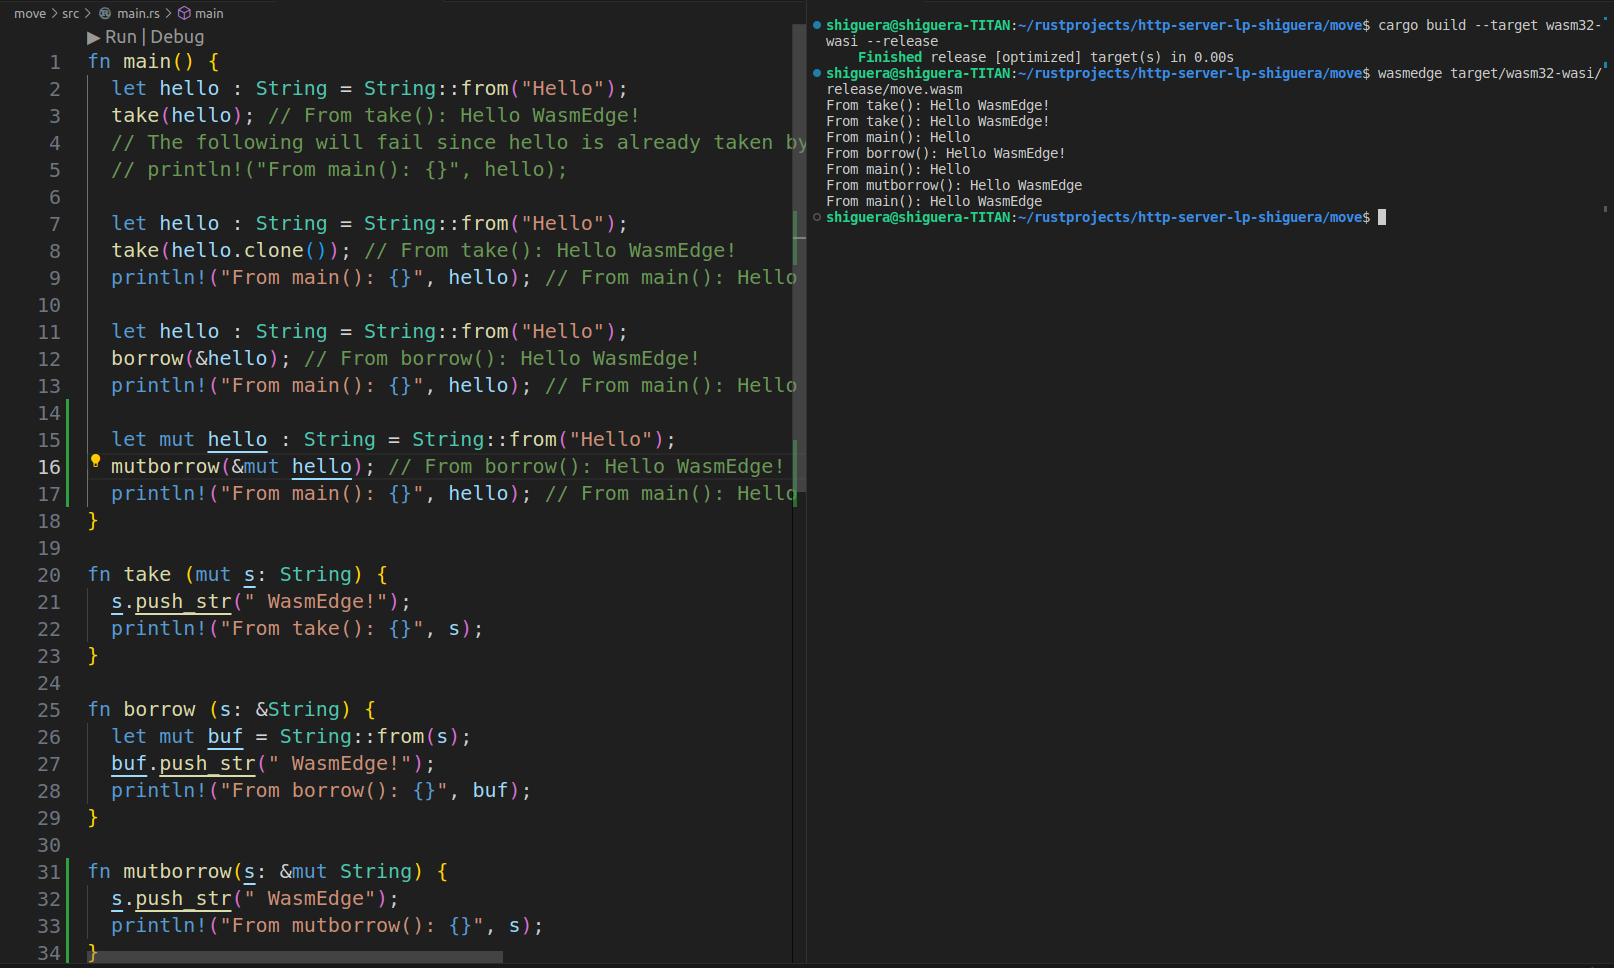 move > src > main.rs > main
▶ Run | Debug
1 fn main() {
2 let hello : String = String::from("Hello");
3 take(hello); // From take(): Hello WasmEdge!
4 // The following will fail since hello is already taken by
5 // println!("From main(): {}", hello);
6
7 let hello : String = String::from("Hello");
8 take(hello.clone()); // From take(): Hello WasmEdge!
9 println!("From main(): {}", hello); // From main(): Hello
10
11 let hello : String = String::from("Hello");
12 borrow(&hello); // From borrow(): Hello WasmEdge!
13 println!("From main(): {}", hello); // From main(): Hello
14
15 let mut hello : String = String::from("Hello");
16 mutborrow(&mut hello); // From borrow(): Hello WasmEdge!
17 println!("From main(): {}", hello); // From main(): Hello
18 }
19
20 fn take (mut s: String) {
21 s.push_str(" WasmEdge!");
22 println!("From take(): {}", s);
23 }
24
25 fn borrow (s: &String) {
26 let mut buf = String::from(s);
27 buf.push_str(" WasmEdge!");
28 println!("From borrow(): {}", buf);
29 }
30
31 fn mutborrow(s: &mut String) {
32 s.push_str(" WasmEdge");
33 println!("From mutborrow(): {}", s);
34 }
shiguera@shiguera-TITAN:~/rustprojects/http-server-lp-shiguera/move$ cargo build --target wasm32-
wasi --release
Finished release [optimized] target(s) in 0.00s
shiguera@shiguera-TITAN:~/rustprojects/http-server-lp-shiguera/move$ wasmedge target/wasm32-wasi/
release/move.wasm
From take(): Hello WasmEdge!
From take(): Hello WasmEdge!
From main(): Hello
From borrow(): Hello WasmEdge!
From main(): Hello
From mutborrow(): Hello WasmEdge
From main(): Hello WasmEdge
shiguera@shiguera-TITAN:~/rustprojects/http-server-lp-shiguera/move$